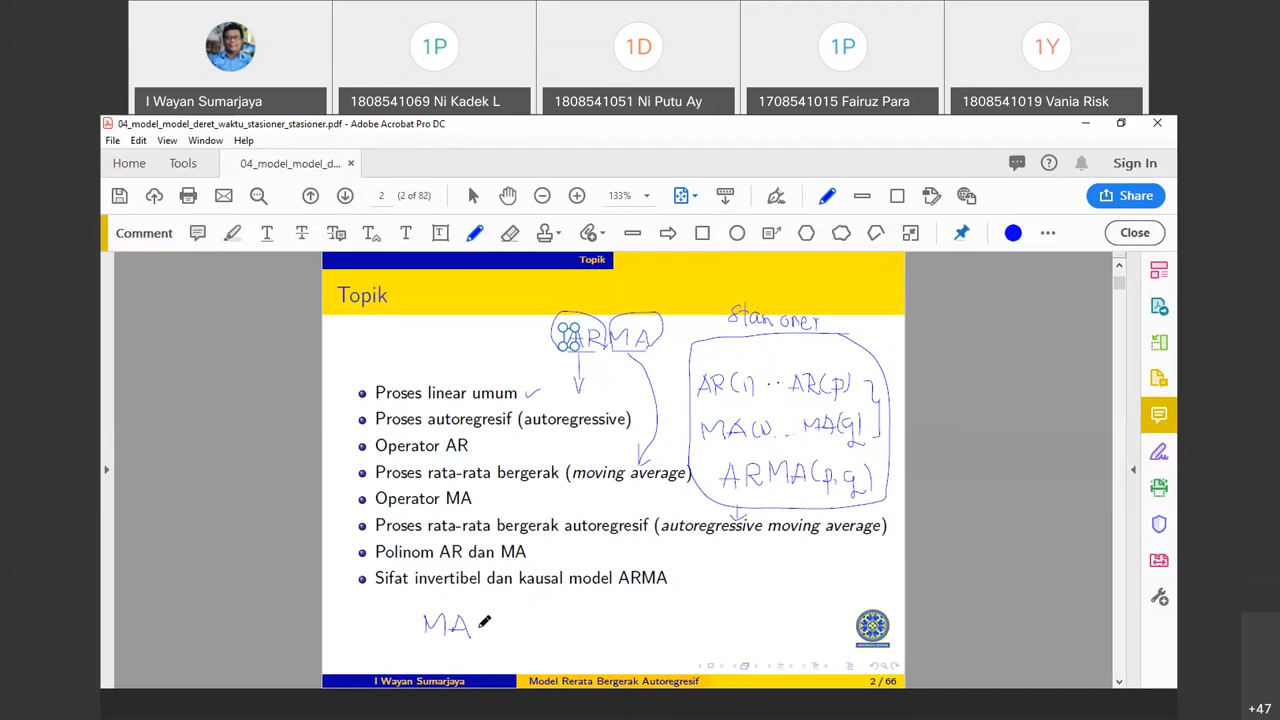 1P
1D
1P
1Y
I Wayan Sumarjaya
1808541069 Ni Kadek L
1808541051 Ni Putu Ay
1708541015 Fairuz Para
1808541019 Vania Risk
04_model_model_deret_waktu_stasioner_stasioner.pdf - Adobe Acrobat Pro DC
File Edit View Window Help
Home Tools 04_model_model_d... Sign In
2 (2 of 82) 133% Share
Comment Close
Topik
Topik
ARMA
Stasioner
AR(1) ... AR(p)
MA(1) ... MA(q)
ARMA(p,q)
Proses linear umum
Proses autoregresif (autoregressive)
Operator AR
Proses rata-rata bergerak (moving average)
Operator MA
Proses rata-rata bergerak autoregresif (autoregressive moving average)
Polinom AR dan MA
Sifat invertibel dan kausal model ARMA
MA
I Wayan Sumarjaya Model Rerata Bergerak Autoregresif 2 / 66
+47